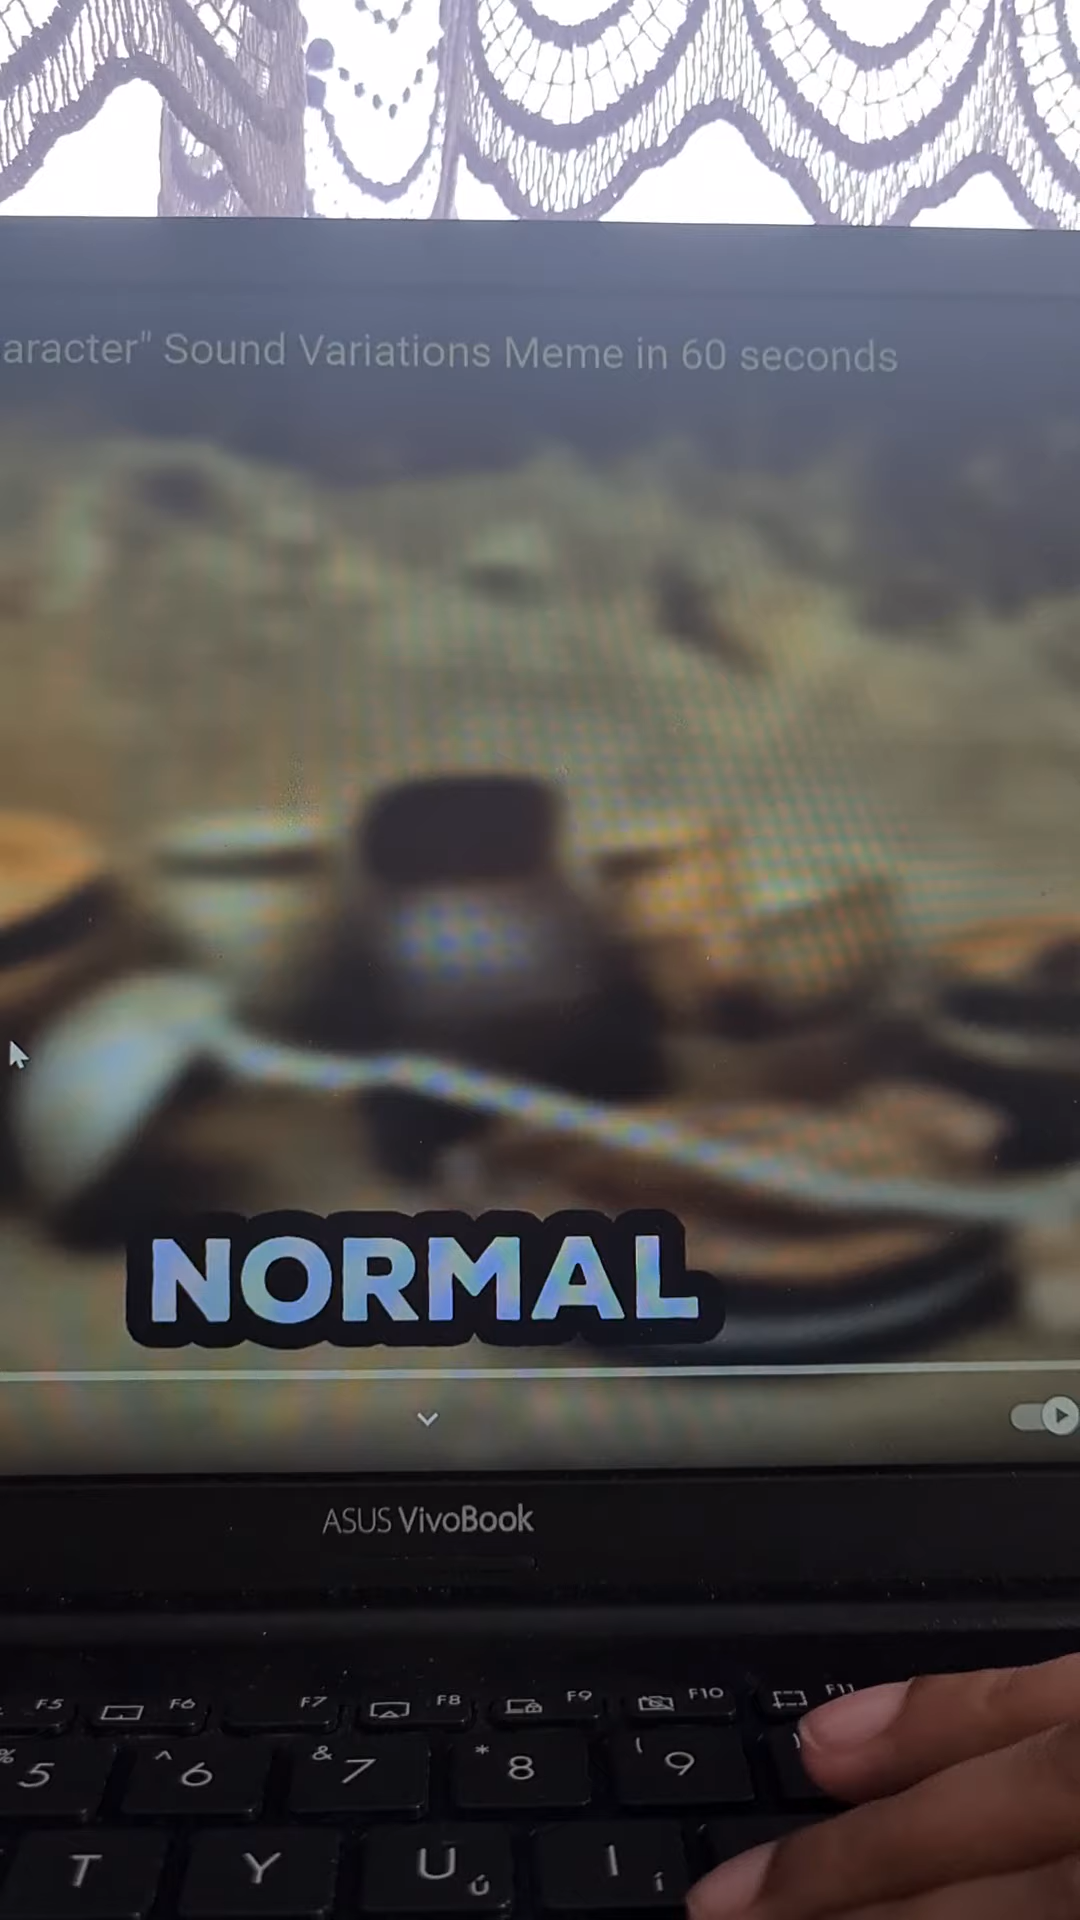 aracter" Sound Variations Meme in 60 seconds
NORMAL
ASUS VivoBook
F5 F6 F7 F8 F9 F10 F11
% 5 ^ 6 & 7 * 8 ( 9 )
T Y U ú I í